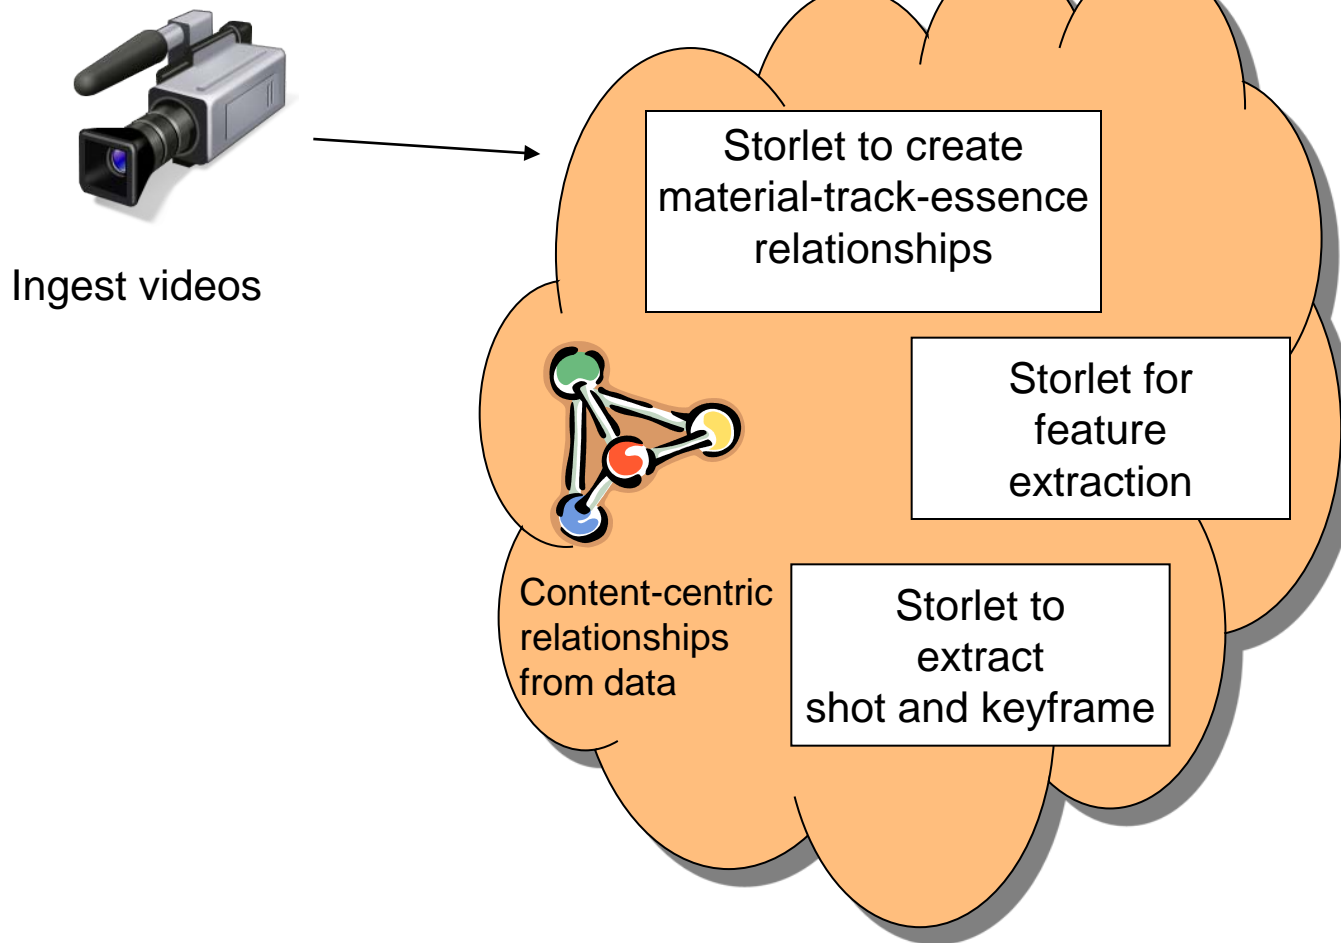 Storlet to create
material-track-essence
relationships
Ingest videos
Storlet for
feature
extraction
Content-centric
relationships
from data
Storlet to
extract
shot and keyframe